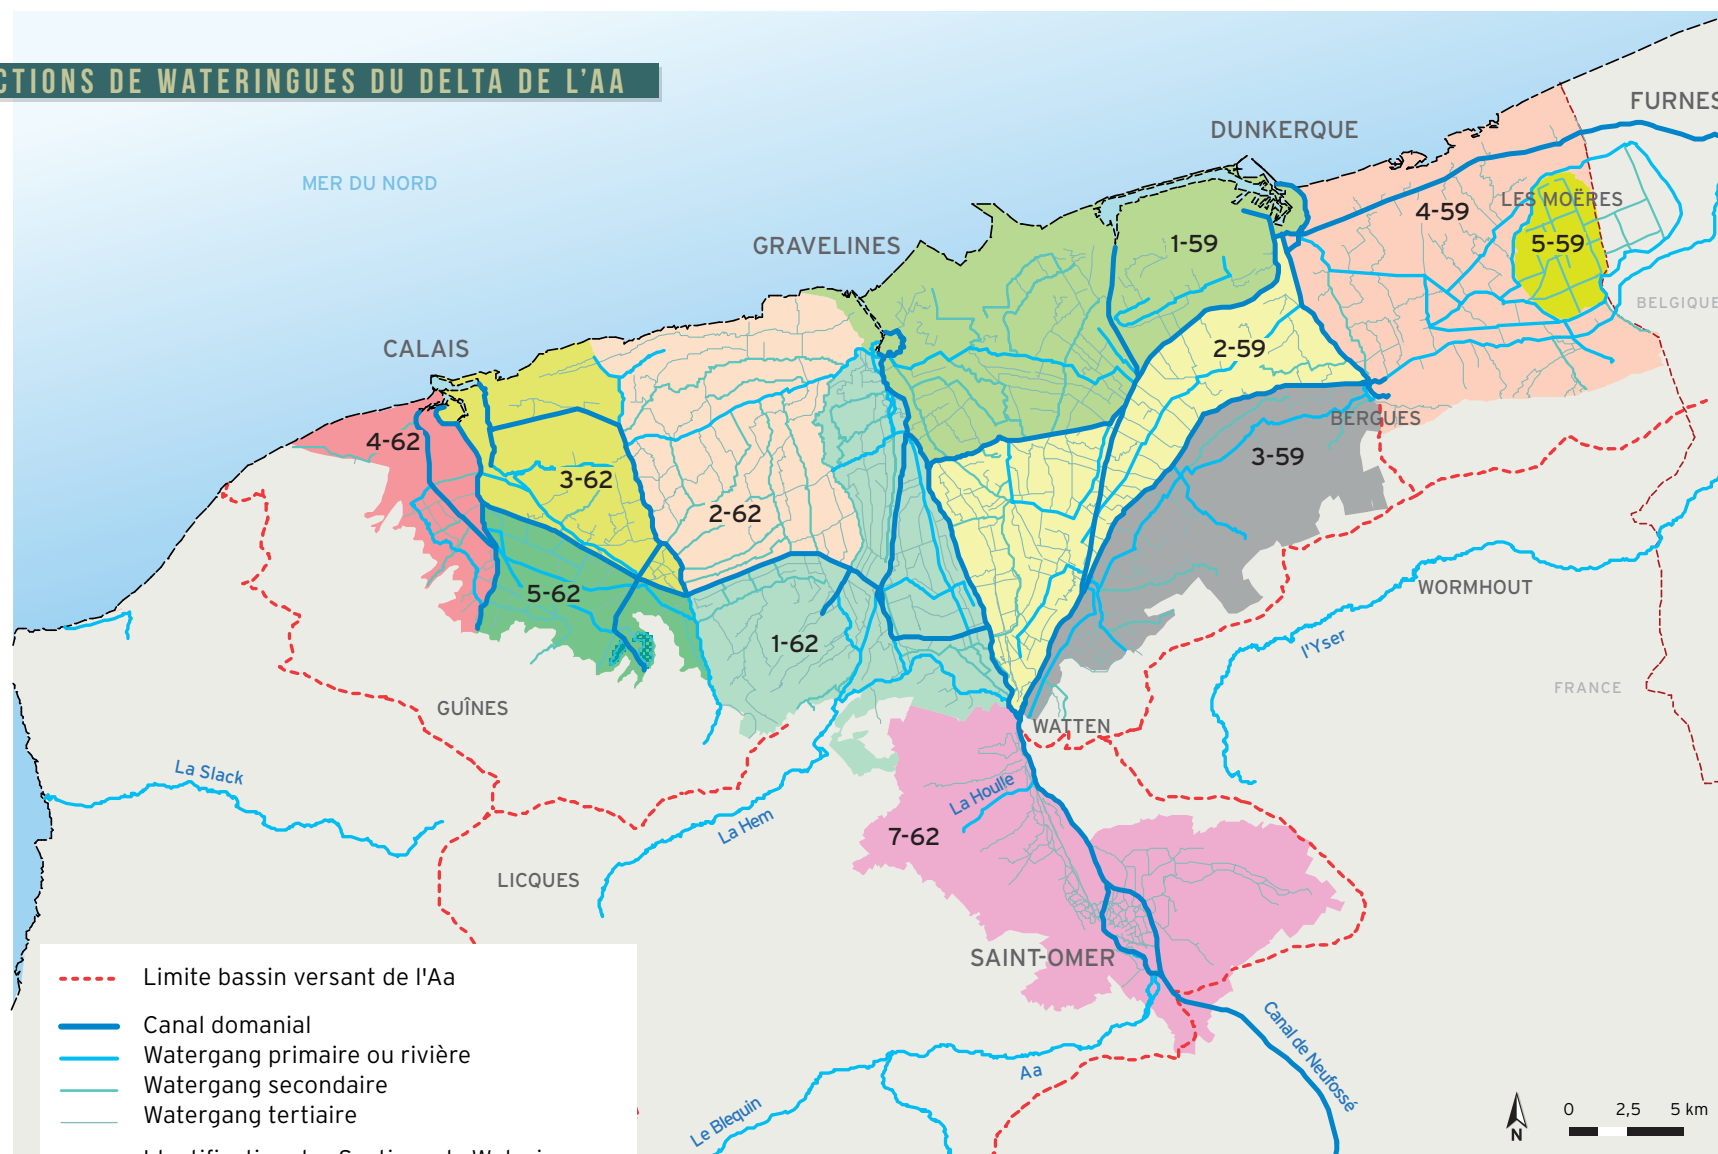 CTIONS DE WATERINGUES DU DELTA DE L'AA
FURNES
DUNKERQUE
MER DU NORD
LES MOËRES
4-59
GRAVELINES
1-59
5-59
BELGIQUE
CALAIS
2-59
BERGUES
4-62
3-59
3-62
2-62
5-62
WORMHOUT
1-62
l'Yser
FRANCE
GUÎNES
WATTEN
La Slack
La Houlle
La Hem
7-62
LICQUES
SAINT-OMER
Limite bassin versant de l'Aa
Canal domanial
Watergang primaire ou rivière
Watergang secondaire
Watergang tertiaire
Canal de Neufossé
Aa
Le Blequin
N
0 2,5 5 km